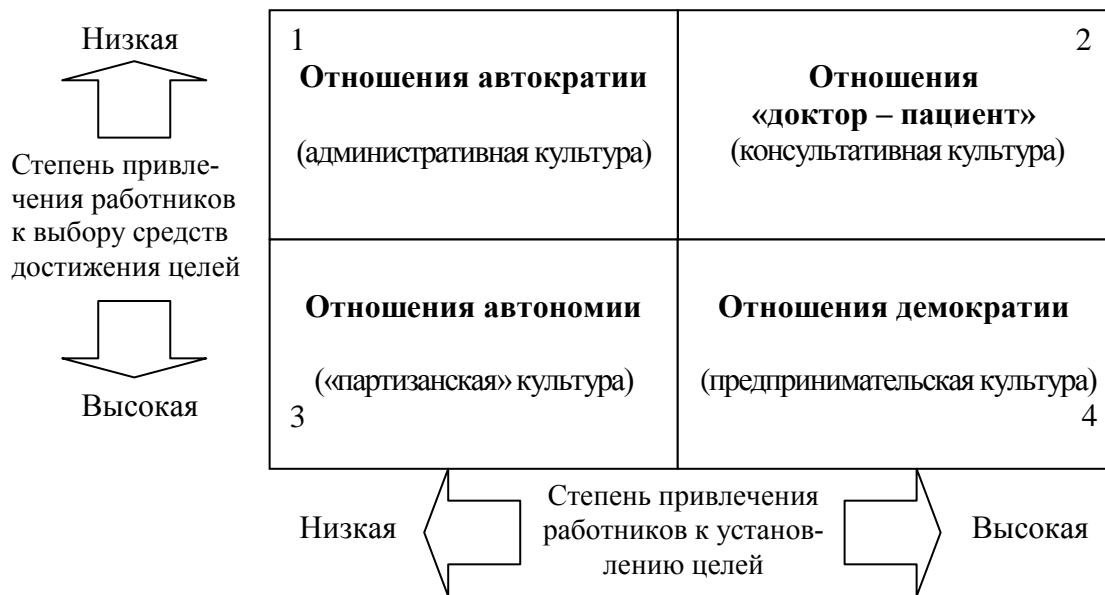 Низкая
Степень привле-
чения работников
к выбору средств
достижения целей
Высокая
1
Отношения автократии
(административная культура)
2
Отношения
«доктор – пациент»
(консультативная культура)
Отношения автономии
(«партизанская» культура)
3
Отношения демократии
(предпринимательская культура)
4
Низкая
Степень привлечения
работников к установ-
лению целей
Высокая